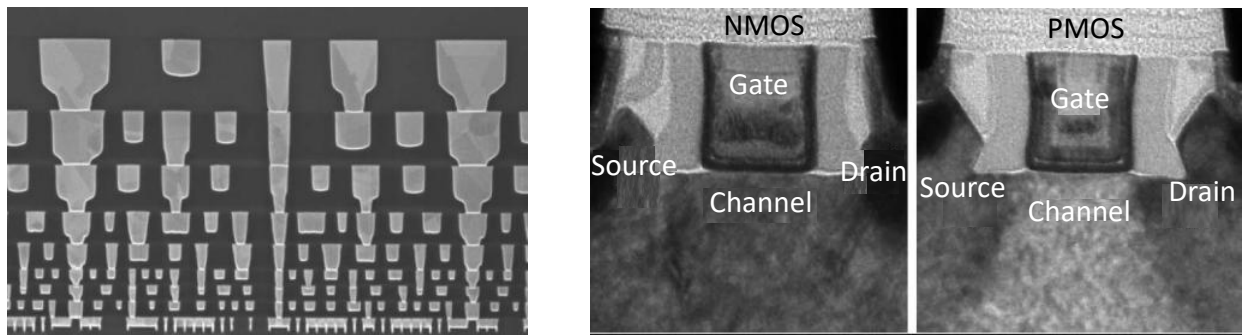 NMOS
Gate
Source
Drain
Channel
PMOS
Gate
Source
Drain
Channel